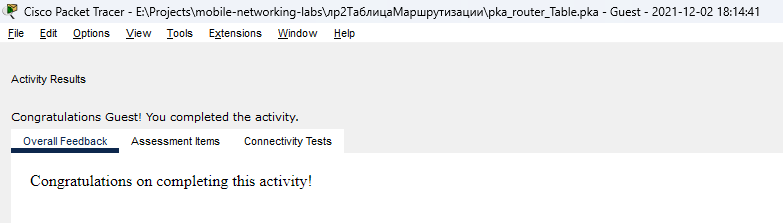 Cisco Packet Tracer - E:\Projects\mobile-networking-labs\лр2ТаблицаМаршрутизации\pka_router_Table.pka - Guest - 2021-12-02 18:14:41
File Edit Options View Tools Extensions Window Help
Activity Results
Congratulations Guest! You completed the activity.
Overall Feedback Assessment Items Connectivity Tests
Congratulations on completing this activity!